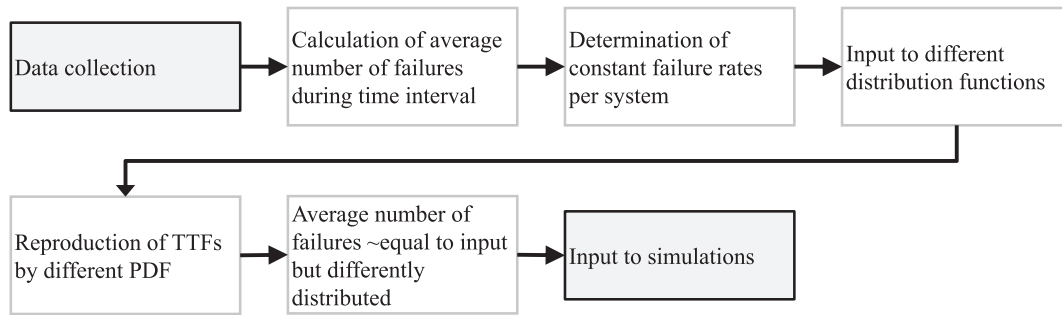 Data collection
Calculation of average
number of failures
during time interval
Determination of
constant failure rates
per system
Input to different
distribution functions
Reproduction of TTFs
by different PDF
Average number of
failures ~equal to input
but differently
distributed
Input to simulations